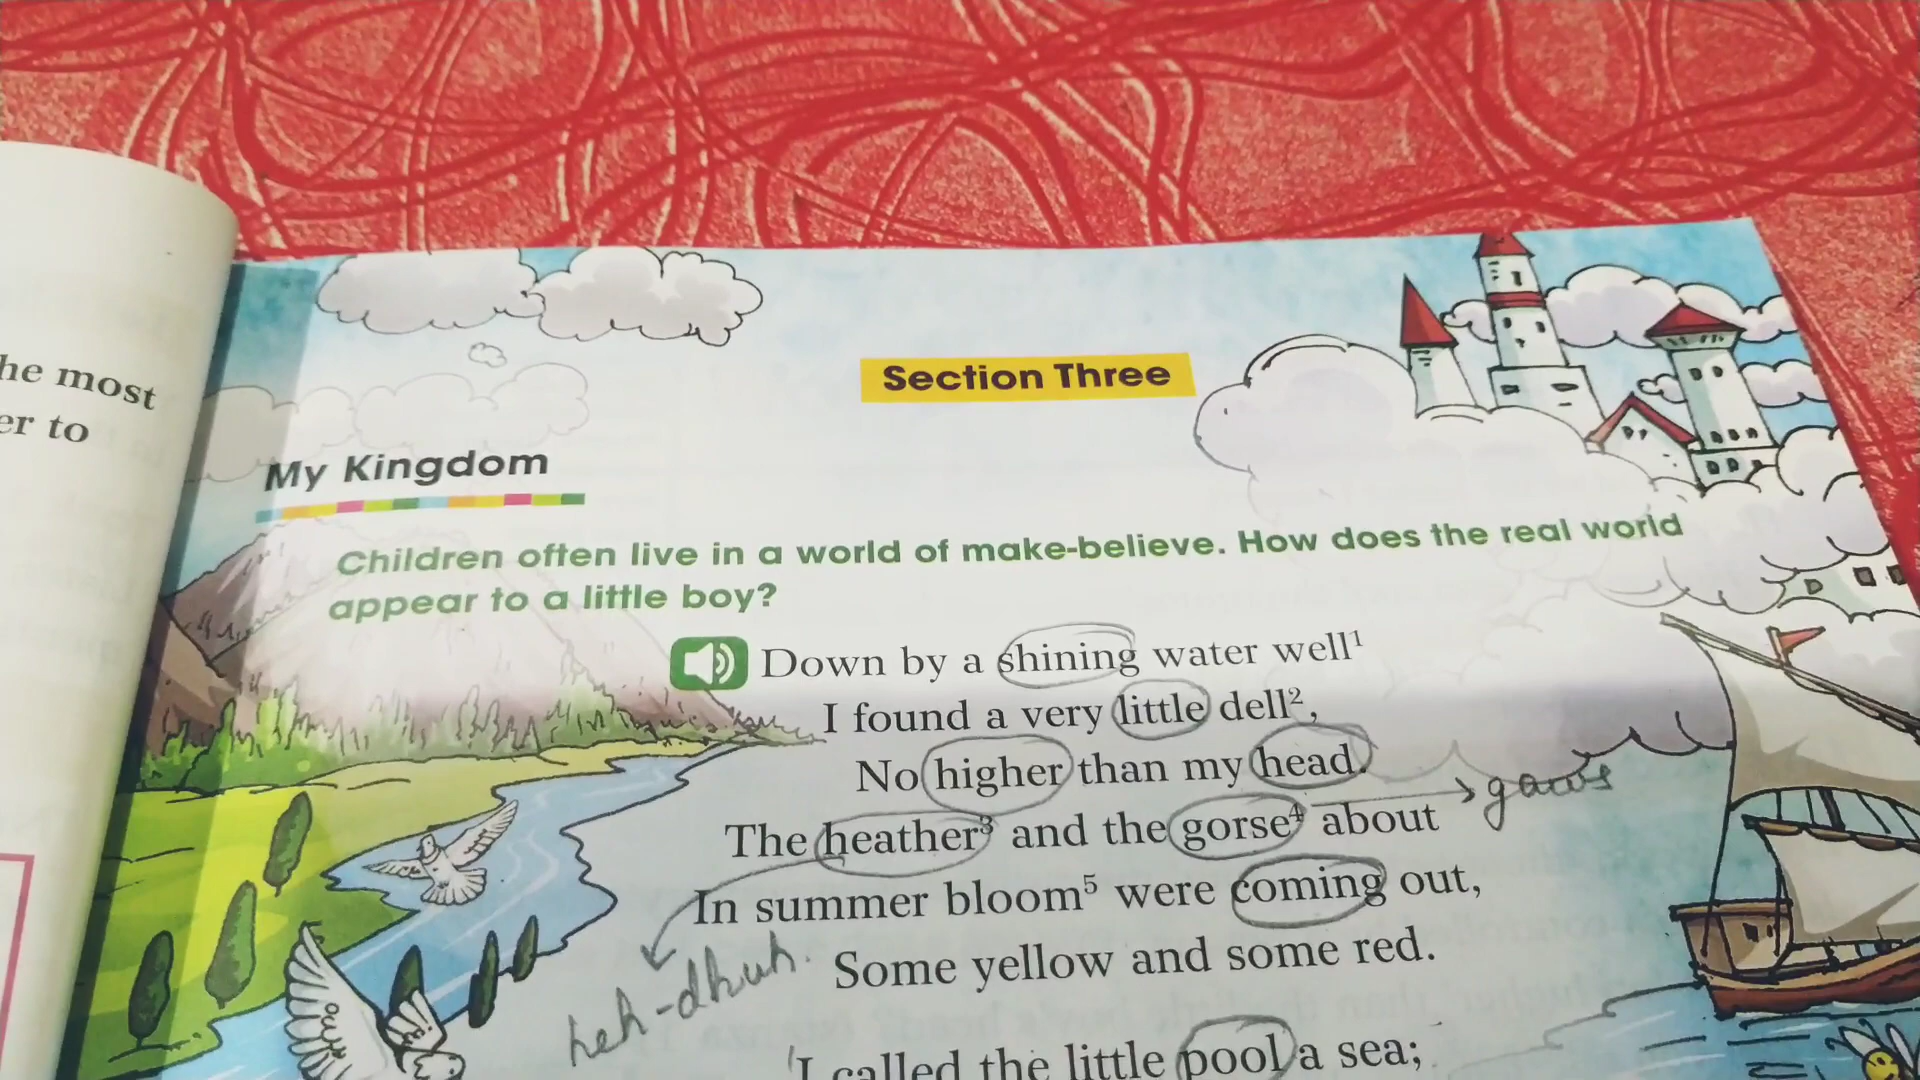 he most
er to
Section Three
My Kingdom
Children often live in a world of make-believe. How does the real world
appear to a little boy?
Down by a shining water well¹
I found a very little dell²,
No higher than my head.
The heather³ and the gorse⁴ about
gaws
In summer bloom⁵ were coming out,
heh-dhuh.
Some yellow and some red.
I called the little pool a sea;